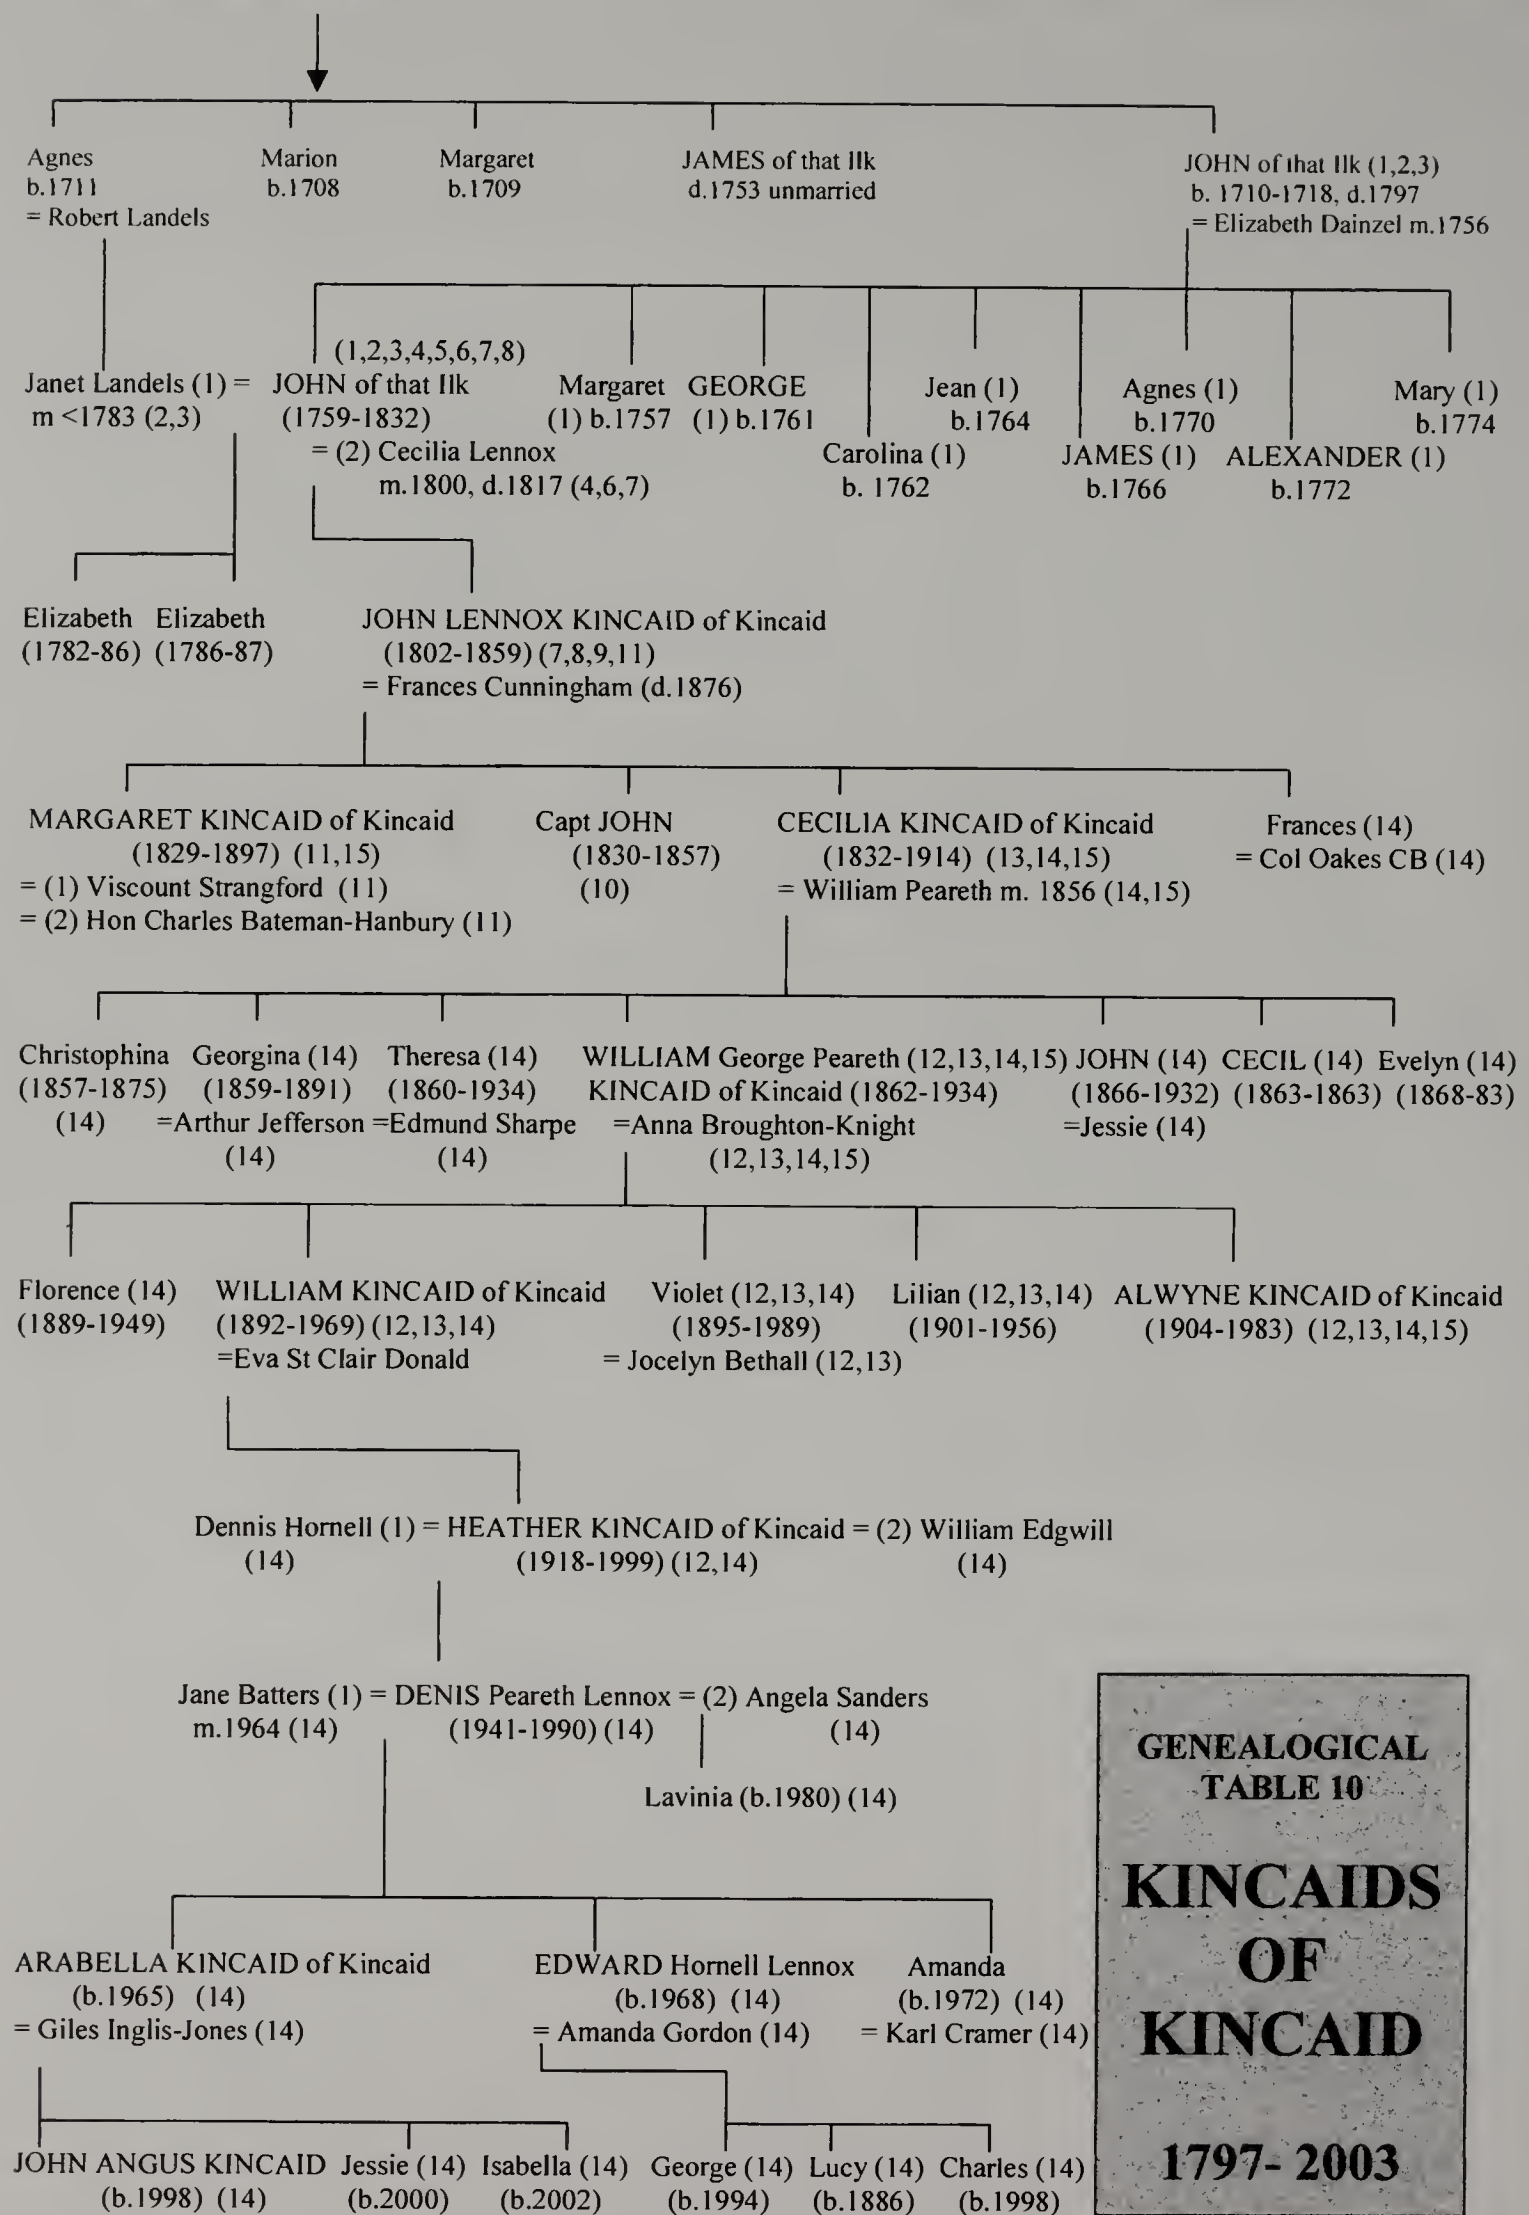 Agnes
b.1711
= Robert Landels
Marion
b.1708
Margaret
b.1709
JAMES of that Ilk
d.1753 unmarried
JOHN of that Ilk (1,2,3)
b. 1710-1718, d.1797
= Elizabeth Dainzel m.1756
Janet Landels (1) =
m <1783 (2,3)
(1,2,3,4,5,6,7,8)
JOHN of that Ilk
(1759-1832)
= (2) Cecilia Lennox
m.1800, d.1817 (4,6,7)
Margaret
(1) b.1757
GEORGE
(1) b.1761
Carolina (1)
b. 1762
Jean (1)
b.1764
JAMES (1)
b.1766
Agnes (1)
b.1770
ALEXANDER (1)
b.1772
Mary (1)
b.1774
Elizabeth
(1782-86)
Elizabeth
(1786-87)
JOHN LENNOX KINCAID of Kincaid
(1802-1859) (7,8,9,11)
= Frances Cunningham (d.1876)
MARGARET KINCAID of Kincaid
(1829-1897) (11,15)
= (1) Viscount Strangford (11)
= (2) Hon Charles Bateman-Hanbury (11)
Capt JOHN
(1830-1857)
(10)
CECILIA KINCAID of Kincaid
(1832-1914) (13,14,15)
= William Peareth m. 1856 (14,15)
Frances (14)
= Col Oakes CB (14)
Christophina
(1857-1875)
(14)
Georgina (14)
(1859-1891)
=Arthur Jefferson
(14)
Theresa (14)
(1860-1934)
=Edmund Sharpe
(14)
WILLIAM George Peareth (12,13,14,15)
KINCAID of Kincaid (1862-1934)
=Anna Broughton-Knight
(12,13,14,15)
JOHN (14)
(1866-1932)
=Jessie (14)
CECIL (14)
(1863-1863)
Evelyn (14)
(1868-83)
Florence (14)
(1889-1949)
WILLIAM KINCAID of Kincaid
(1892-1969) (12,13,14)
=Eva St Clair Donald
Violet (12,13,14)
(1895-1989)
= Jocelyn Bethall (12,13)
Lilian (12,13,14)
(1901-1956)
ALWYNE KINCAID of Kincaid
(1904-1983) (12,13,14,15)
Dennis Hornell (1) = HEATHER KINCAID of Kincaid = (2) William Edgwill
(14) (1918-1999) (12,14) (14)
Jane Batters (1) = DENIS Peareth Lennox = (2) Angela Sanders
m.1964 (14) (1941-1990) (14) (14)
Lavinia (b.1980) (14)
ARABELLA KINCAID of Kincaid
(b.1965) (14)
= Giles Inglis-Jones (14)
EDWARD Hornell Lennox
(b.1968) (14)
= Amanda Gordon (14)
Amanda
(b.1972) (14)
= Karl Cramer (14)
JOHN ANGUS KINCAID
(b.1998) (14)
Jessie (14)
(b.2000)
Isabella (14)
(b.2002)
George (14)
(b.1994)
Lucy (14)
(b.1886)
Charles (14)
(b.1998)
GENEALOGICAL
TABLE 10
KINCAIDS
OF
KINCAID
1797- 2003